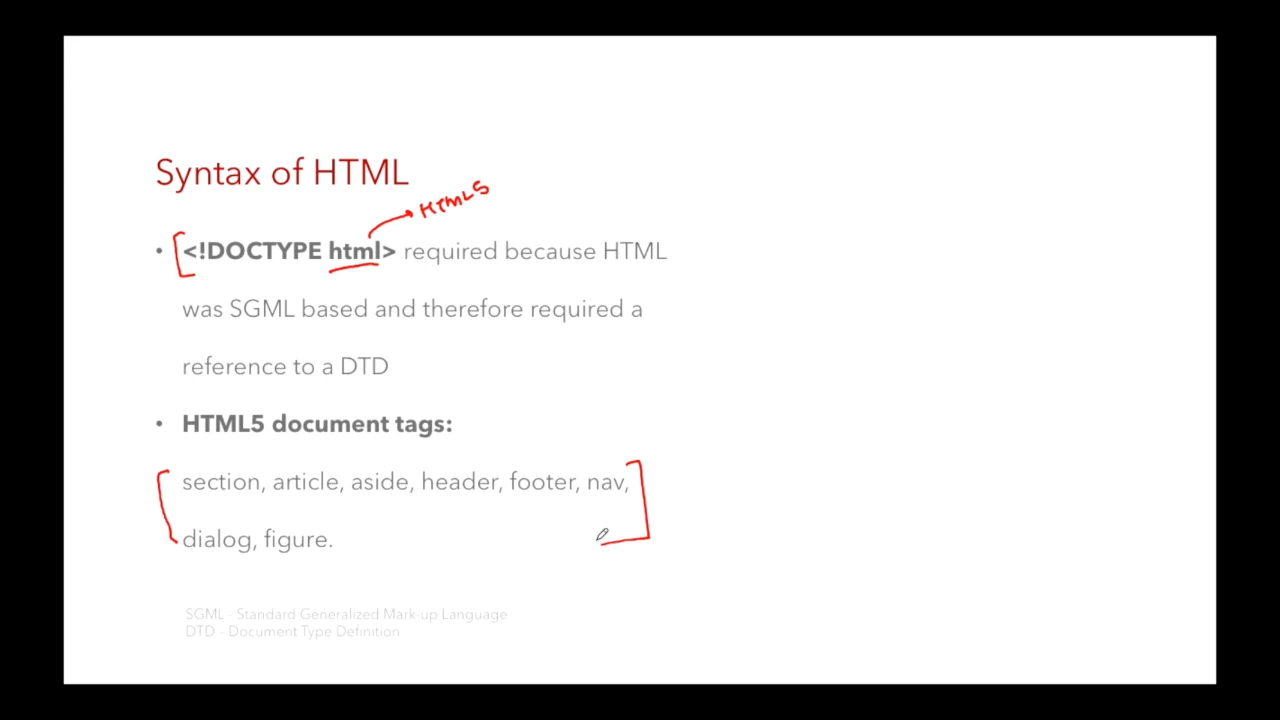 Syntax of HTML
HTML5
• <!DOCTYPE html> required because HTML
was SGML based and therefore required a
reference to a DTD
• HTML5 document tags:
section, article, aside, header, footer, nav,
dialog, figure.
SGML - Standard Generalized Mark-up Language
DTD - Document Type Definition